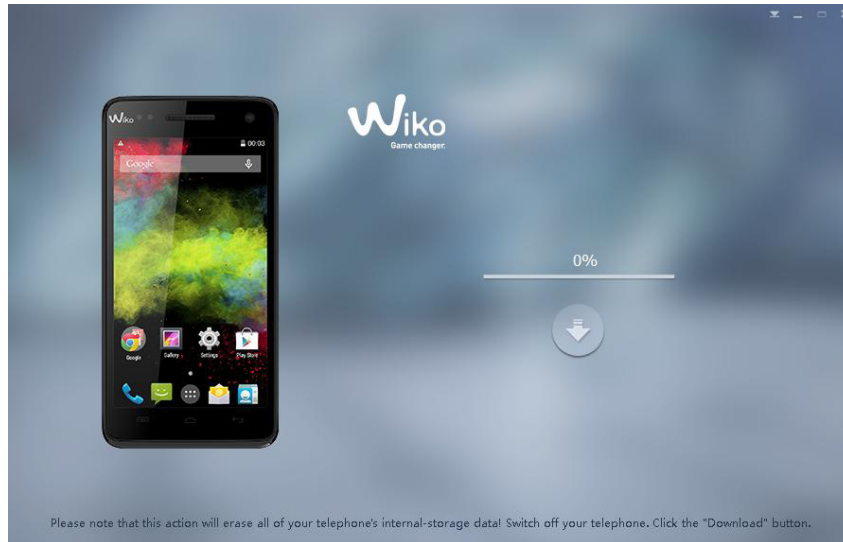 Wiko
Game changer.
Wiko
00:03
Google
0%
Google
Gallery
Settings
Play Store
Please note that this action will erase all of your telephone's internal-storage data! Switch off your telephone. Click the "Download" button.